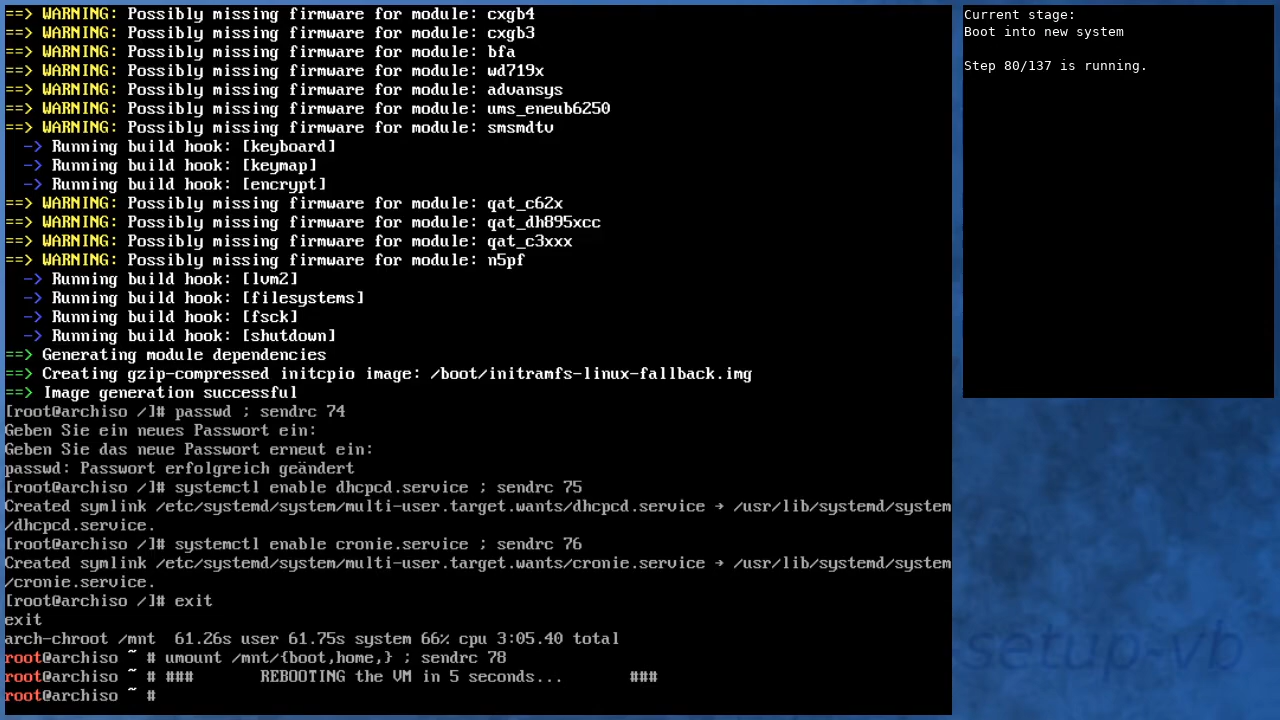 ==> WARNING: Possibly missing firmware for module: cxgb4
==> WARNING: Possibly missing firmware for module: cxgb3
==> WARNING: Possibly missing firmware for module: bfa
==> WARNING: Possibly missing firmware for module: wd719x
==> WARNING: Possibly missing firmware for module: advansys
==> WARNING: Possibly missing firmware for module: ums_eneub6250
==> WARNING: Possibly missing firmware for module: smsmdtv
  -> Running build hook: [keyboard]
  -> Running build hook: [keymap]
  -> Running build hook: [encrypt]
==> WARNING: Possibly missing firmware for module: qat_c62x
==> WARNING: Possibly missing firmware for module: qat_dh895xcc
==> WARNING: Possibly missing firmware for module: qat_c3xxx
==> WARNING: Possibly missing firmware for module: n5pf
  -> Running build hook: [lvm2]
  -> Running build hook: [filesystems]
  -> Running build hook: [fsck]
  -> Running build hook: [shutdown]
==> Generating module dependencies
==> Creating gzip-compressed initcpio image: /boot/initramfs-linux-fallback.img
==> Image generation successful
[root@archiso /]# passwd ; sendrc 74
Geben Sie ein neues Passwort ein:
Geben Sie das neue Passwort erneut ein:
passwd: Passwort erfolgreich geändert
[root@archiso /]# systemctl enable dhcpcd.service ; sendrc 75
Created symlink /etc/systemd/system/multi-user.target.wants/dhcpcd.service → /usr/lib/systemd/system
/dhcpcd.service.
[root@archiso /]# systemctl enable cronie.service ; sendrc 76
Created symlink /etc/systemd/system/multi-user.target.wants/cronie.service → /usr/lib/systemd/system
/cronie.service.
[root@archiso /]# exit
exit
arch-chroot /mnt  61.26s user 61.75s system 66% cpu 3:05.40 total
root@archiso ~ # umount /mnt/{boot,home,} ; sendrc 78
root@archiso ~ # ###       REBOOTING the VM in 5 seconds...       ###
root@archiso ~ #
Current stage:
Boot into new system
Step 80/137 is running.
setup-vb